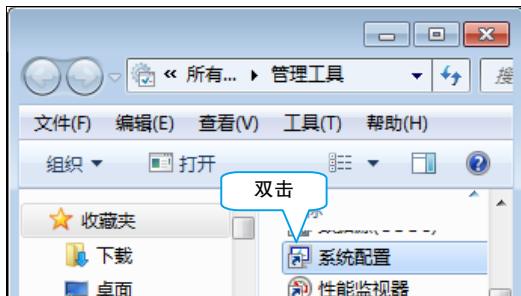 « 所有... ▸ 管理工具
搜
文件(F) 编辑(E) 查看(V) 工具(T) 帮助(H)
组织 ▼ 打开
双击
收藏夹
下载
系统配置
桌面
性能监视器